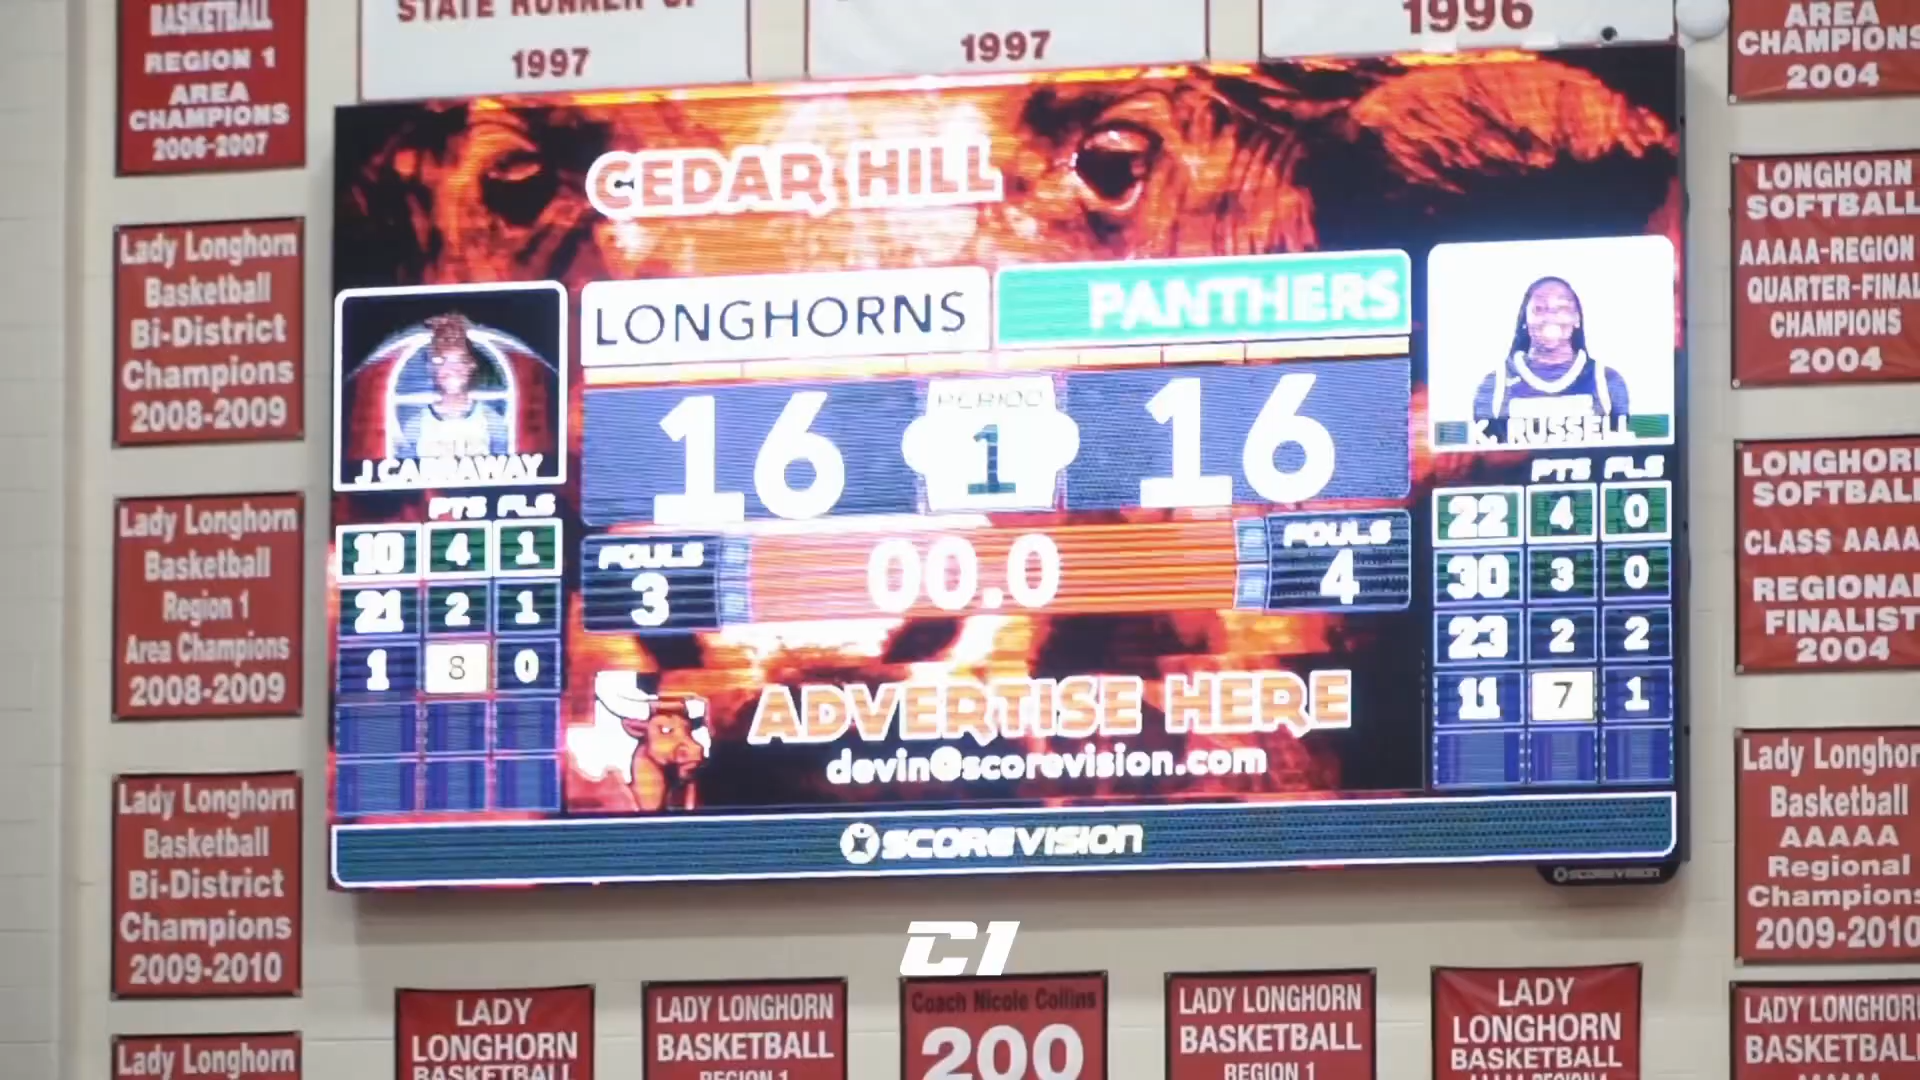 BASKETBALL
REGION 1
AREA
CHAMPIONS
2006-2007
STATE RUNNER UP
1997
1997
1996
AREA
CHAMPIONS
2004
Lady Longhorn
Basketball
Bi-District
Champions
2008-2009
Lady Longhorn
Basketball
Region 1
Area Champions
2008-2009
Lady Longhorn
Basketball
Bi-District
Champions
2009-2010
Lady Longhorn
CEDAR HILL
LONGHORNS
PANTHERS
16
PERIOD
1
16
FOULS
3
00.0
FOULS
4
J CARRAWAY
PTS FLS
10 4 1
21 2 1
1 8 0
K. RUSSELL
PTS FLS
22 4 0
30 3 0
23 2 2
11 7 1
ADVERTISE HERE
devin@scorevision.com
SCOREVISION
SCOREVISION
LONGHORN
SOFTBALL
AAAAA-REGION
QUARTER-FINAL
CHAMPIONS
2004
LONGHORN
SOFTBALL
CLASS AAAA
REGIONAL
FINALIST
2004
Lady Longhorn
Basketball
AAAAA
Regional
Champions
2009-2010
C1
LADY
LONGHORN
BASKETBALL
LADY LONGHORN
BASKETBALL
REGION 1
Coach Nicole Collins
200
LADY LONGHORN
BASKETBALL
REGION 1
LADY
LONGHORN
BASKETBALL
LADY LONGHORN
BASKETBALL